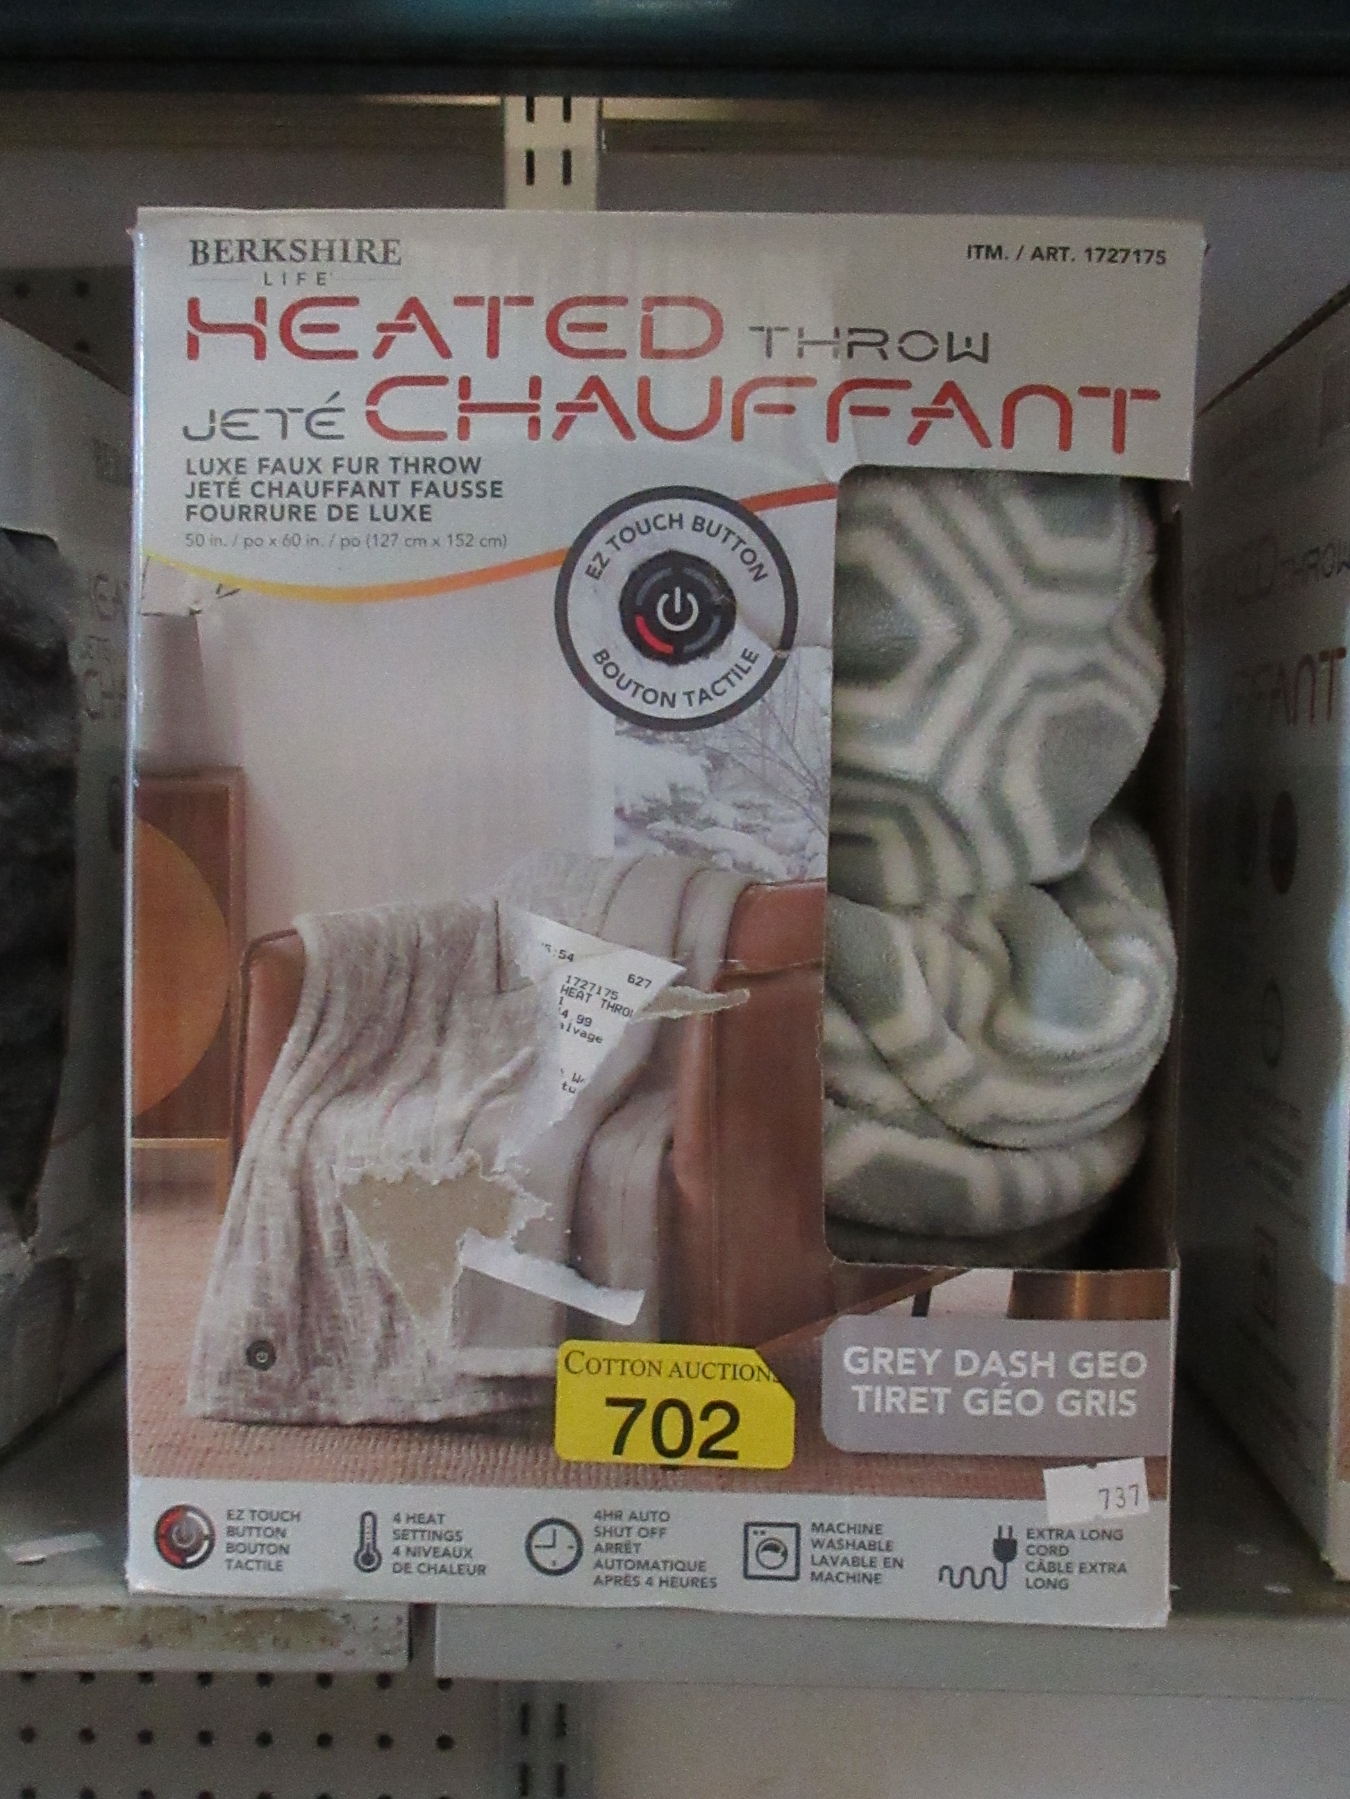 BERKSHIRE
LIFE
ITM. / ART. 1727175
HEATED THROW
JETÉ CHAUFFANT
LUXE FAUX FUR THROW
JETÉ CHAUFFANT FAUSSE
FOURRURE DE LUXE
50 in. / po x 60 in. / po (127 cm x 152 cm)
EZ TOUCH BUTTON
BOUTON TACTILE
627
1727175
HEAT
GREY DASH GEO
TIRET GÉO GRIS
COTTON AUCTIONS
702
737
EZ TOUCH
BUTTON
BOUTON
TACTILE
4 HEAT
SETTINGS
4 NIVEAUX
DE CHALEUR
4HR AUTO
SHUT OFF
ARRÊT
AUTOMATIQUE
APRÈS 4 HEURES
MACHINE
WASHABLE
LAVABLE EN
MACHINE
EXTRA LONG
CORD
CÂBLE EXTRA
LONG